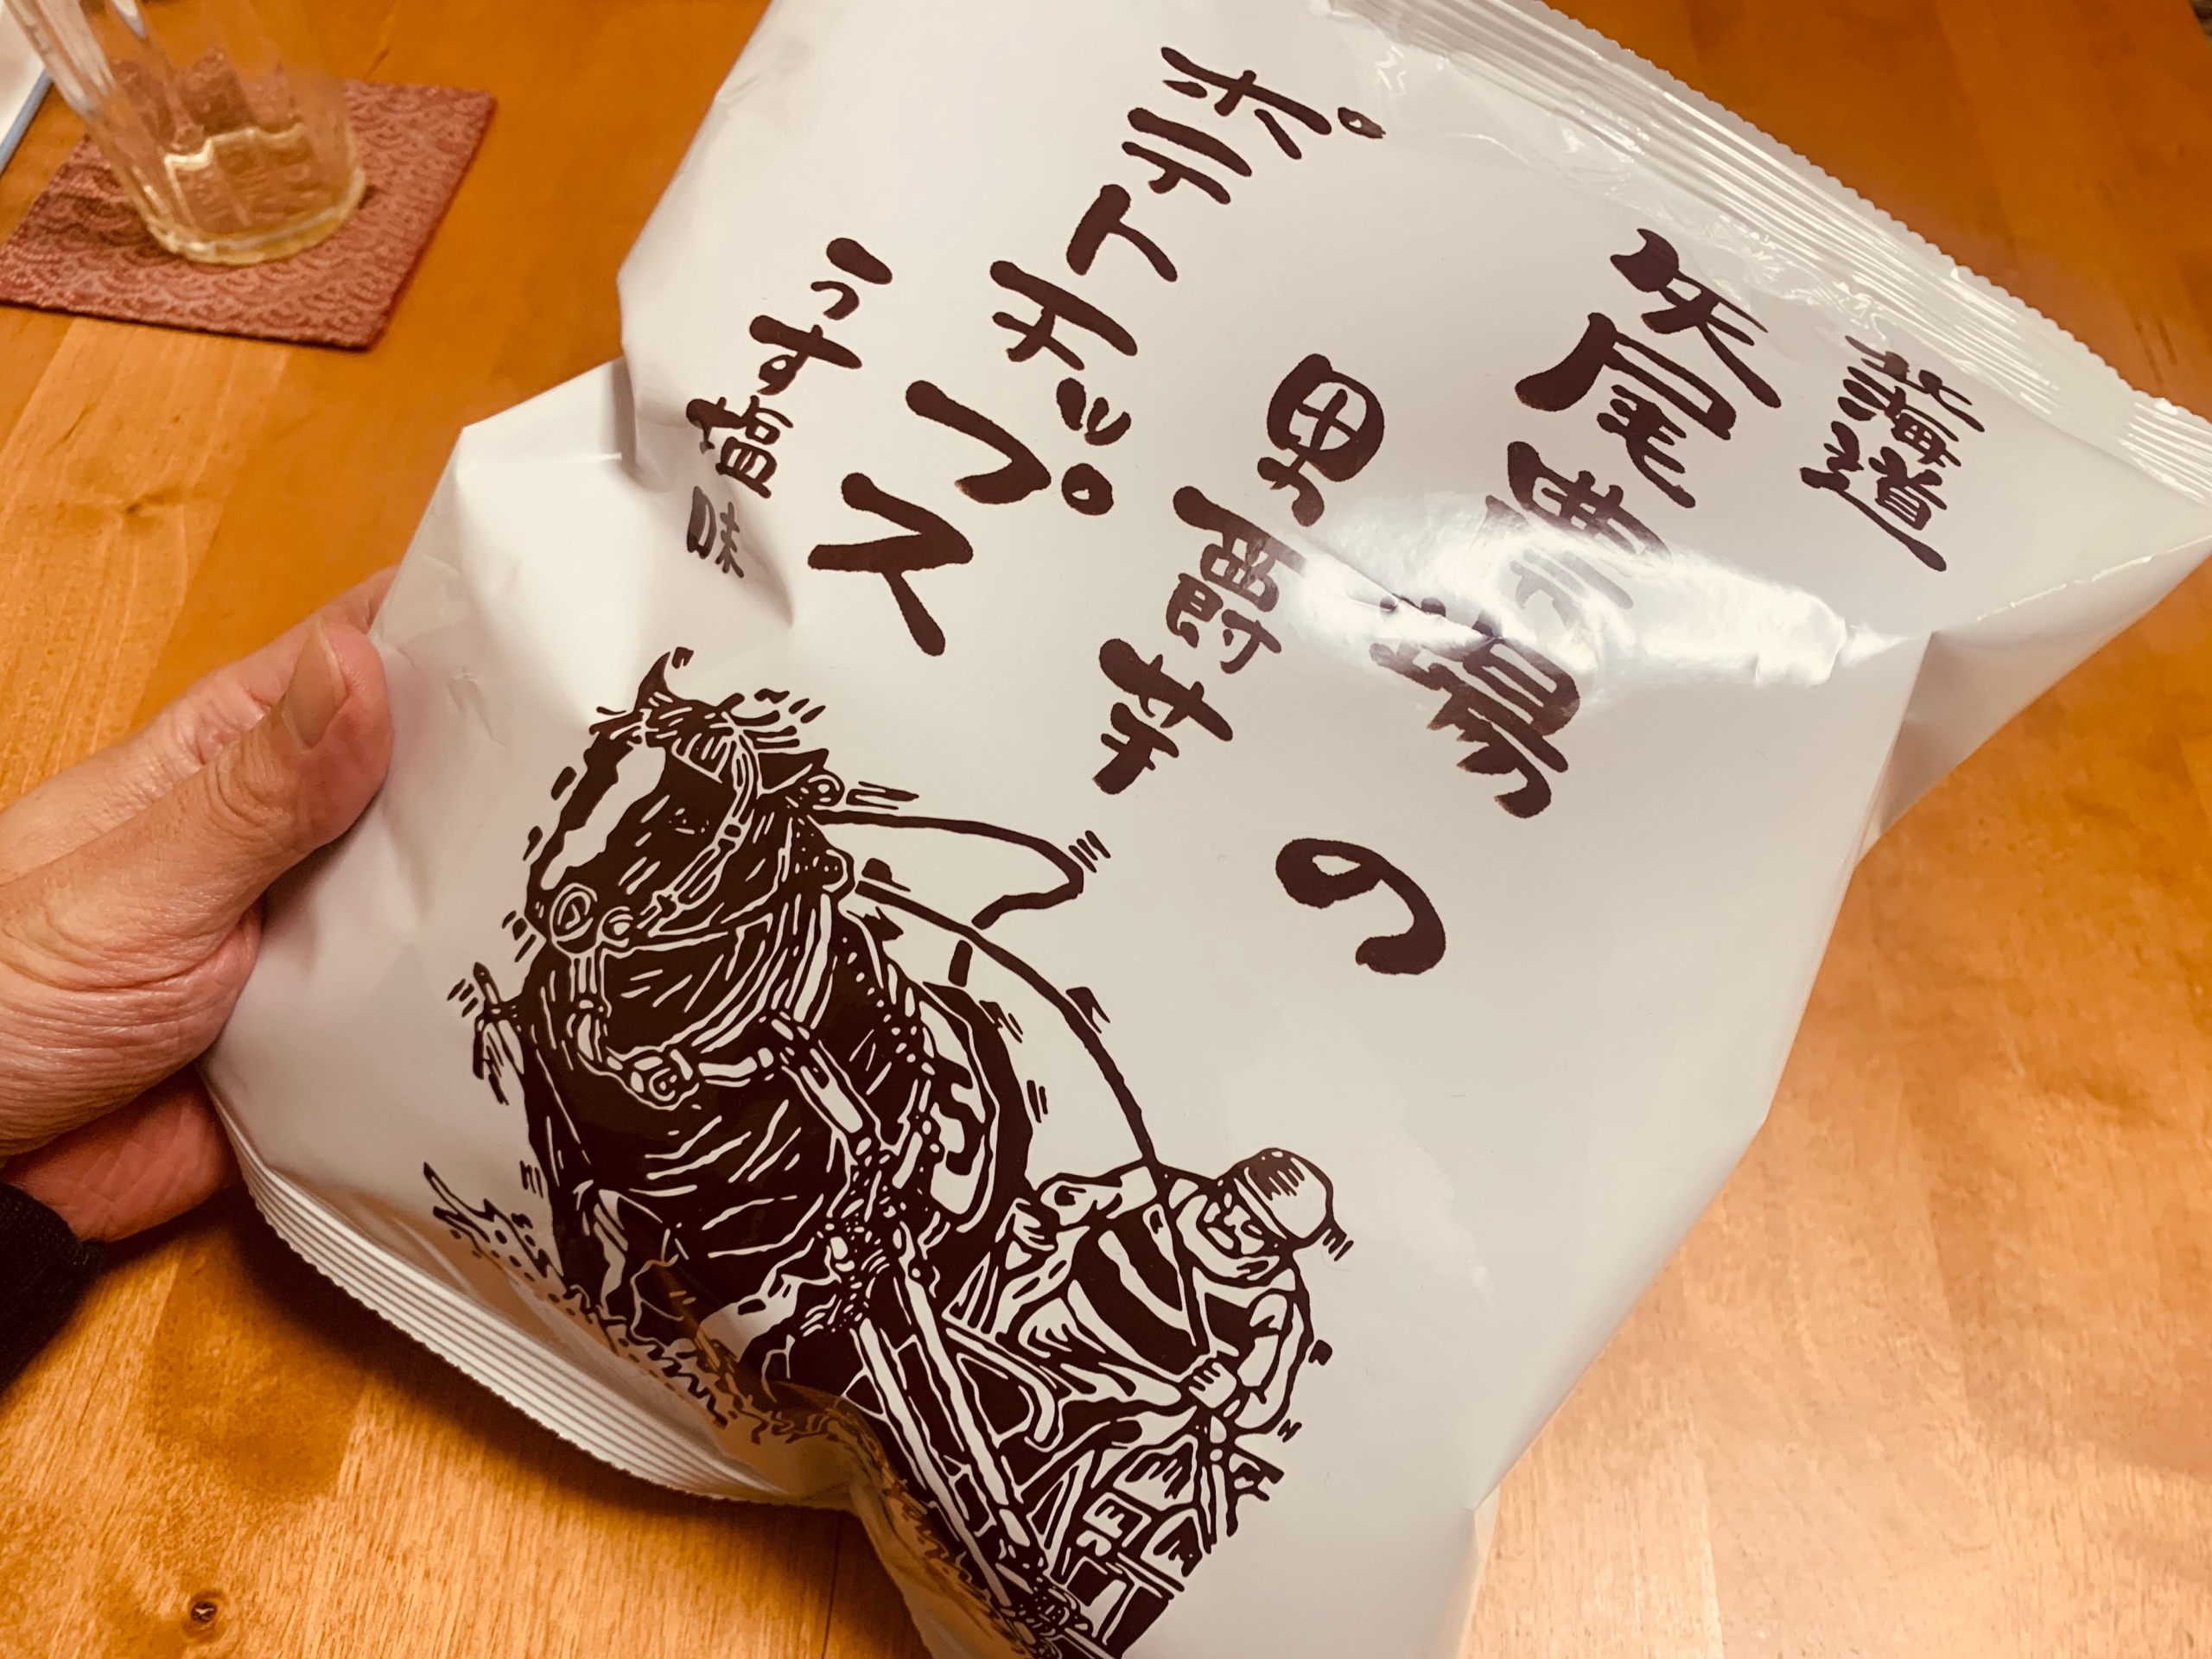 北海道
矢尾農場の
男爵芋
ポテトチップス
うす塩味